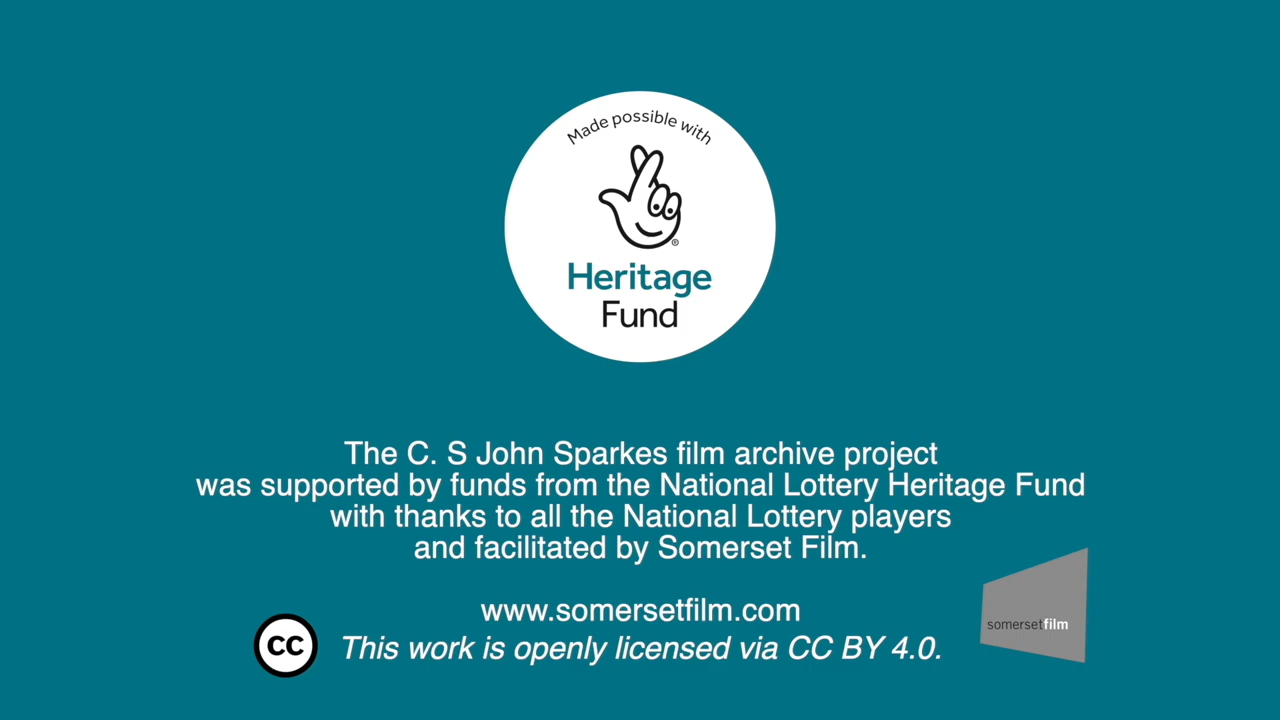 Made possible with
®
Heritage
Fund
The C. S John Sparkes film archive project
was supported by funds from the National Lottery Heritage Fund
with thanks to all the National Lottery players
and facilitated by Somerset Film.
www.somersetfilm.com
somersetfilm
cc This work is openly licensed via CC BY 4.0.